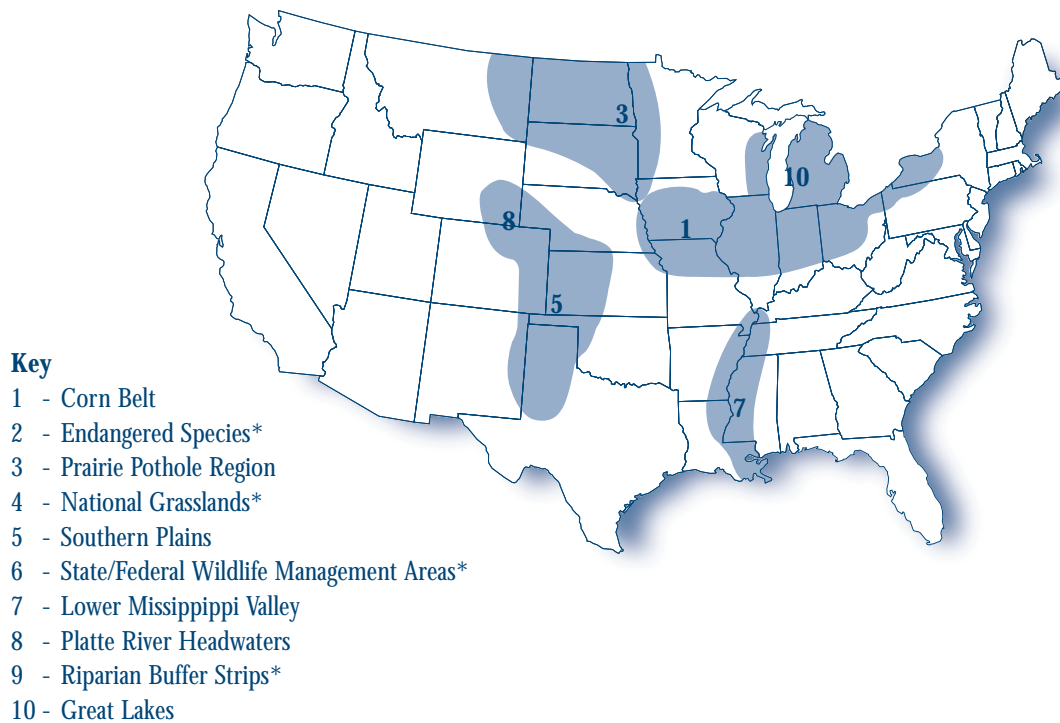 3
10
1
8
5
7
Key
1 - Corn Belt
2 - Endangered Species*
3 - Prairie Pothole Region
4 - National Grasslands*
5 - Southern Plains
6 - State/Federal Wildlife Management Areas*
7 - Lower Missippippi Valley
8 - Platte River Headwaters
9 - Riparian Buffer Strips*
10 - Great Lakes